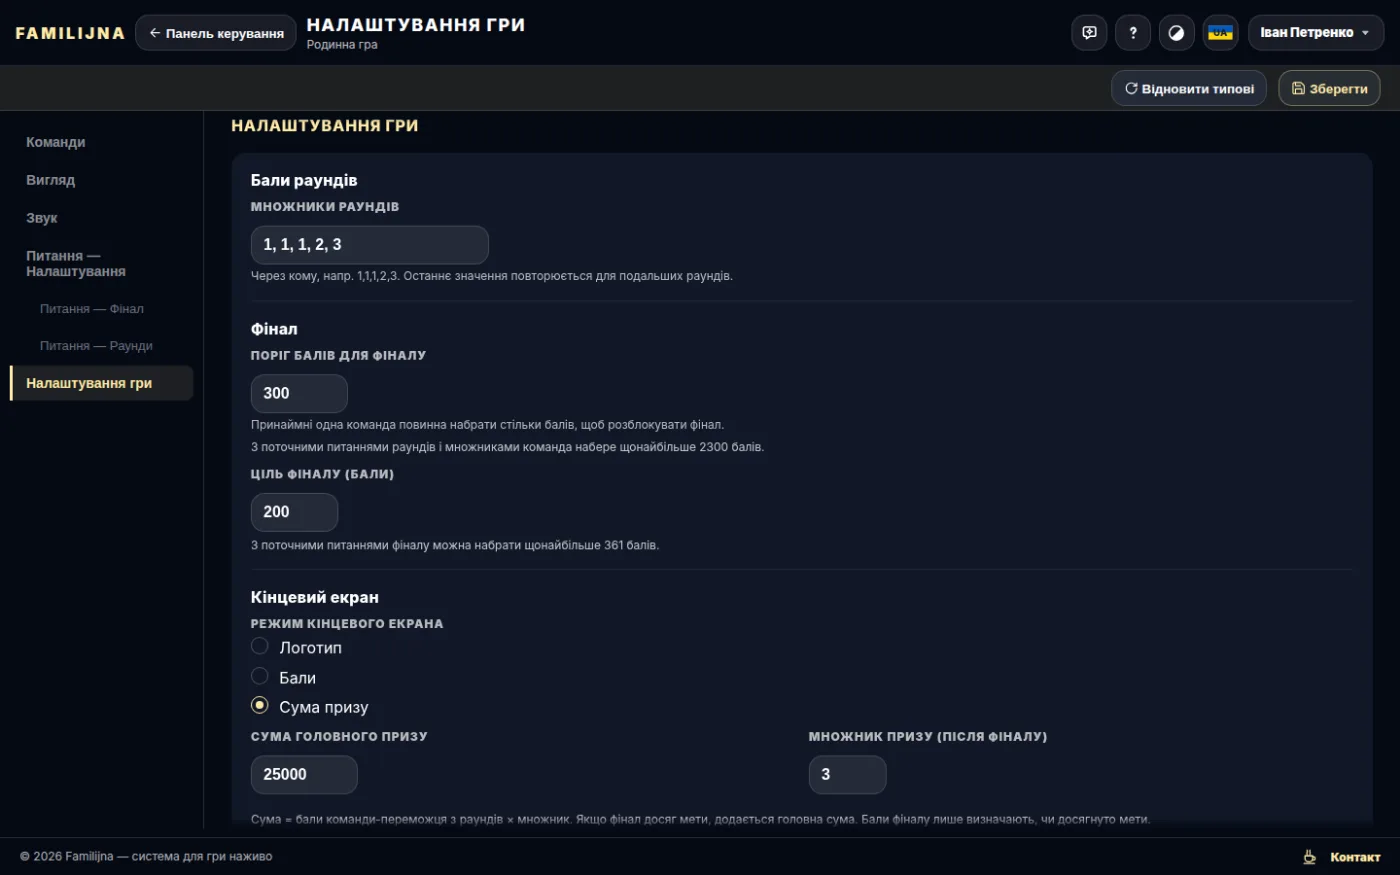 FAMILIJNA
← Панель керування
НАЛАШТУВАННЯ ГРИ
Родинна гра
?
UA
Іван Петренко
Відновити типові
Зберегти
Команди
Вигляд
Звук
Питання —
Налаштування
Питання — Фінал
Питання — Раунди
Налаштування гри
НАЛАШТУВАННЯ ГРИ
Бали раундів
МНОЖНИКИ РАУНДІВ
1, 1, 1, 2, 3
Через кому, напр. 1,1,1,2,3. Останнє значення повторюється для подальших раундів.
Фінал
ПОРІГ БАЛІВ ДЛЯ ФІНАЛУ
300
Принаймні одна команда повинна набрати стільки балів, щоб розблокувати фінал.
З поточними питаннями раундів і множниками команда набере щонайбільше 2300 балів.
ЦІЛЬ ФІНАЛУ (БАЛИ)
200
З поточними питаннями фіналу можна набрати щонайбільше 361 балів.
Кінцевий екран
РЕЖИМ КІНЦЕВОГО ЕКРАНА
Логотип
Бали
Сума призу
СУМА ГОЛОВНОГО ПРИЗУ
25000
МНОЖНИК ПРИЗУ (ПІСЛЯ ФІНАЛУ)
3
Сума = бали команди-переможця з раундів × множник. Якщо фінал досяг мети, додається головна сума. Бали фіналу лише визначають, чи досягнуто мети.
© 2026 Familijna — система для гри наживо
Контакт